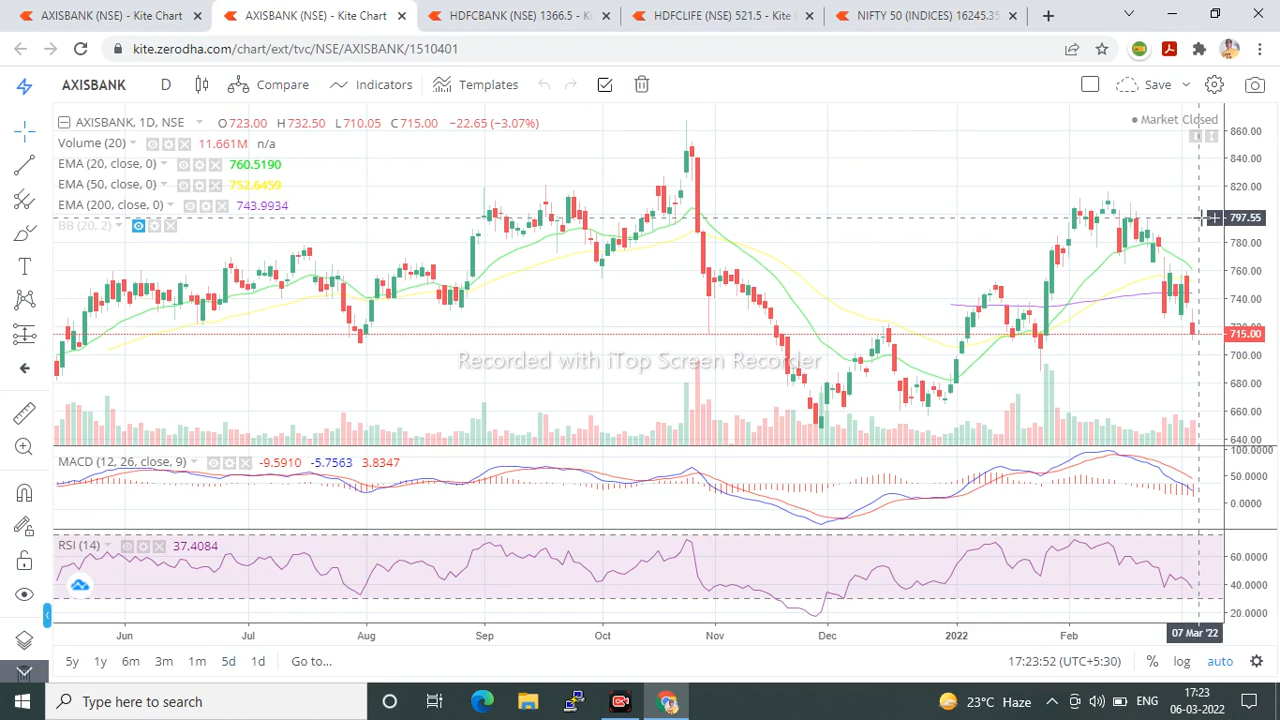 AXISBANK (NSE) - Kite Chart
AXISBANK (NSE) - Kite Chart
HDFCBANK (NSE) 1366.5 - Ki
HDFCLIFE (NSE) 521.5 - Kite C
NIFTY 50 (INDICES) 16245.35
kite.zerodha.com/chart/ext/tvc/NSE/AXISBANK/1510401
AXISBANK D Compare Indicators Templates Save
AXISBANK, 1D, NSE O723.00 H732.50 L710.05 C715.00 −22.65 (−3.07%)
Market Closed
Volume (20) 11.661M n/a
EMA (20, close, 0) 760.5190
EMA (50, close, 0) 752.6459
EMA (200, close, 0) 743.9934
BB (20, 2)
860.00
840.00
820.00
797.55
780.00
760.00
740.00
720.00
715.00
700.00
680.00
660.00
640.00
Recorded with iTop Screen Recorder
MACD (12, 26, close, 9) -9.5910 -5.7563 3.8347
100.0000
50.0000
0.0000
RSI (14) 37.4084
60.0000
40.0000
20.0000
Jun Jul Aug Sep Oct Nov Dec 2022 Feb 07 Mar '22
5y 1y 6m 3m 1m 5d 1d Go to... 17:23:52 (UTC+5:30) % log auto
Type here to search
23°C Haze ENG
17:23
06-03-2022